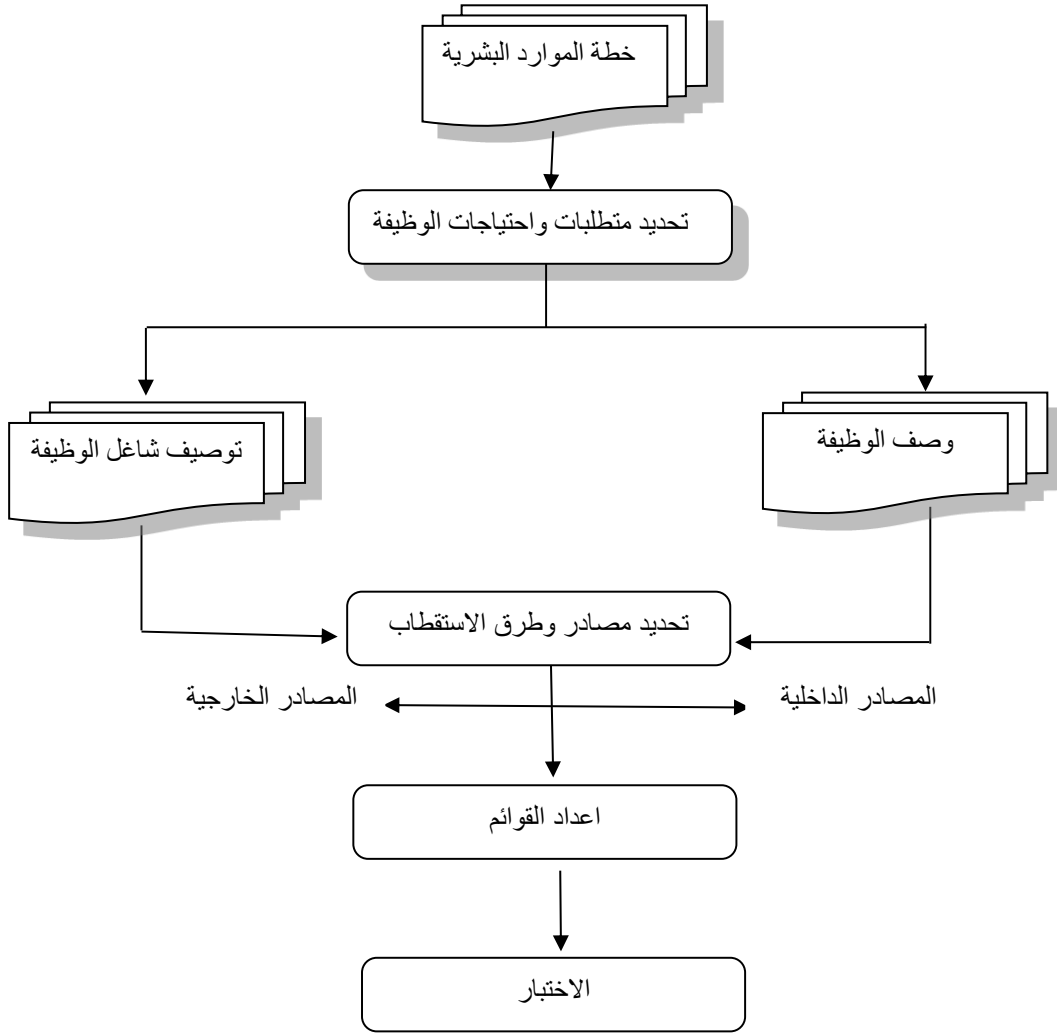 خطة الموارد البشرية
تحديد متطلبات واحتياجات الوظيفة
وصف الوظيفة
توصيف شاغل الوظيفة
تحديد مصادر وطرق الاستقطاب
المصادر الداخلية
المصادر الخارجية
اعداد القوائم
الاختبار